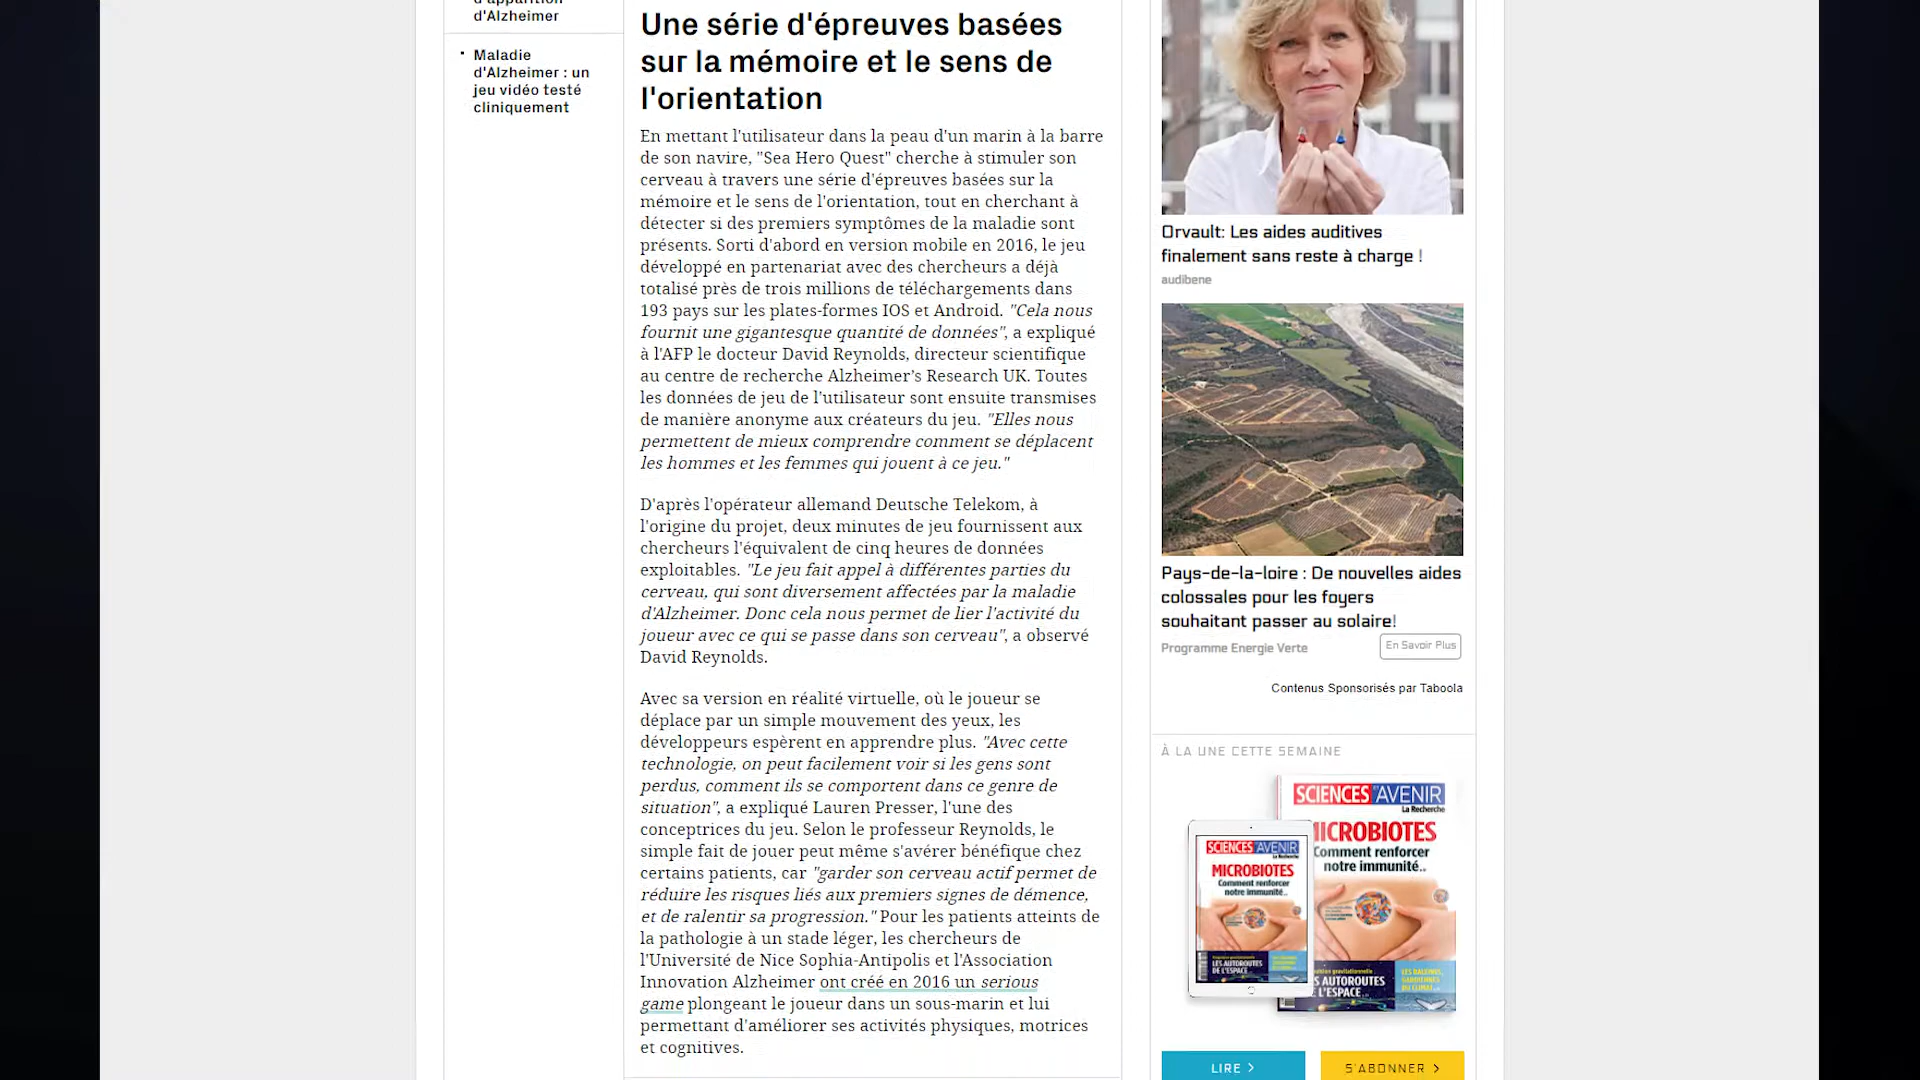 d'apparition
d'Alzheimer
Maladie
d'Alzheimer : un
jeu vidéo testé
cliniquement
Une série d'épreuves basées
sur la mémoire et le sens de
l'orientation
En mettant l'utilisateur dans la peau d'un marin à la barre
de son navire, "Sea Hero Quest" cherche à stimuler son
cerveau à travers une série d'épreuves basées sur la
mémoire et le sens de l'orientation, tout en cherchant à
détecter si des premiers symptômes de la maladie sont
présents. Sorti d'abord en version mobile en 2016, le jeu
développé en partenariat avec des chercheurs a déjà
totalisé près de trois millions de téléchargements dans
193 pays sur les plates-formes IOS et Android. "Cela nous
fournit une gigantesque quantité de données", a expliqué
à l'AFP le docteur David Reynolds, directeur scientifique
au centre de recherche Alzheimer’s Research UK. Toutes
les données de jeu de l'utilisateur sont ensuite transmises
de manière anonyme aux créateurs du jeu. "Elles nous
permettent de mieux comprendre comment se déplacent
les hommes et les femmes qui jouent à ce jeu."
D'après l'opérateur allemand Deutsche Telekom, à
l'origine du projet, deux minutes de jeu fournissent aux
chercheurs l'équivalent de cinq heures de données
exploitables. "Le jeu fait appel à différentes parties du
cerveau, qui sont diversement affectées par la maladie
d'Alzheimer. Donc cela nous permet de lier l'activité du
joueur avec ce qui se passe dans son cerveau", a observé
David Reynolds.
Avec sa version en réalité virtuelle, où le joueur se
déplace par un simple mouvement des yeux, les
développeurs espèrent en apprendre plus. "Avec cette
technologie, on peut facilement voir si les gens sont
perdus, comment ils se comportent dans ce genre de
situation", a expliqué Lauren Presser, l'une des
conceptrices du jeu. Selon le professeur Reynolds, le
simple fait de jouer peut même s'avérer bénéfique chez
certains patients, car "garder son cerveau actif permet de
réduire les risques liés aux premiers signes de démence,
et de ralentir sa progression." Pour les patients atteints de
la pathologie à un stade léger, les chercheurs de
l'Université de Nice Sophia-Antipolis et l'Association
Innovation Alzheimer ont créé en 2016 un serious
game plongeant le joueur dans un sous-marin et lui
permettant d'améliorer ses activités physiques, motrices
et cognitives.
Orvault: Les aides auditives
finalement sans reste à charge !
audibene
Pays-de-la-loire : De nouvelles aides
colossales pour les foyers
souhaitant passer au solaire!
Programme Energie Verte
En Savoir Plus
Contenus Sponsorisés par Taboola
À LA UNE CETTE SEMAINE
SCIENCES AVENIR
La Recherche
MICROBIOTES
Comment renforcer
notre immunité...
SCIENCES AVENIR
La Recherche
MICROBIOTES
Comment renforcer
notre immunité...
LES AUTOROUTES
DE L'ESPACE
AUTOROUTES
L'ESPACE
LIRE >
S'ABONNER >